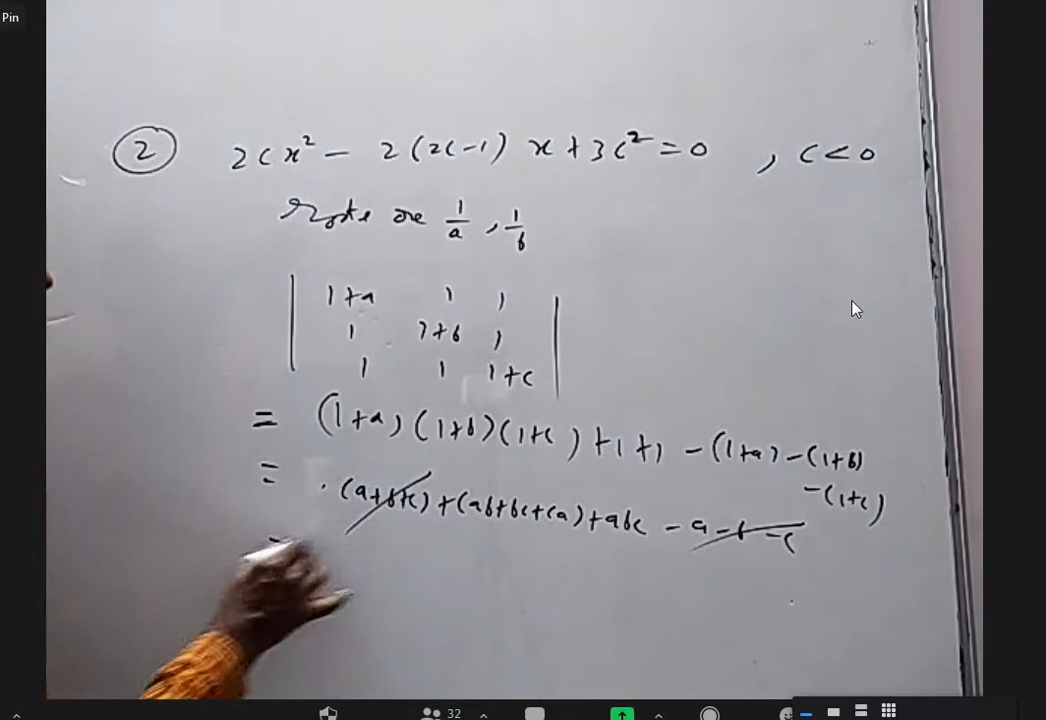 Pin
2 2cx² - 2(2c-1)x + 3c² = 0 , c < 0
roots are 1/a , 1/b
| 1+a 1 1 |
| 1 1+b 1 |
| 1 1 1+c |
= (1+a)(1+b)(1+c) + 1 + 1 - (1+a) - (1+b)
- (1+c)
= (a+b+c) + (ab+bc+ca) + abc - a - b - c
=
32